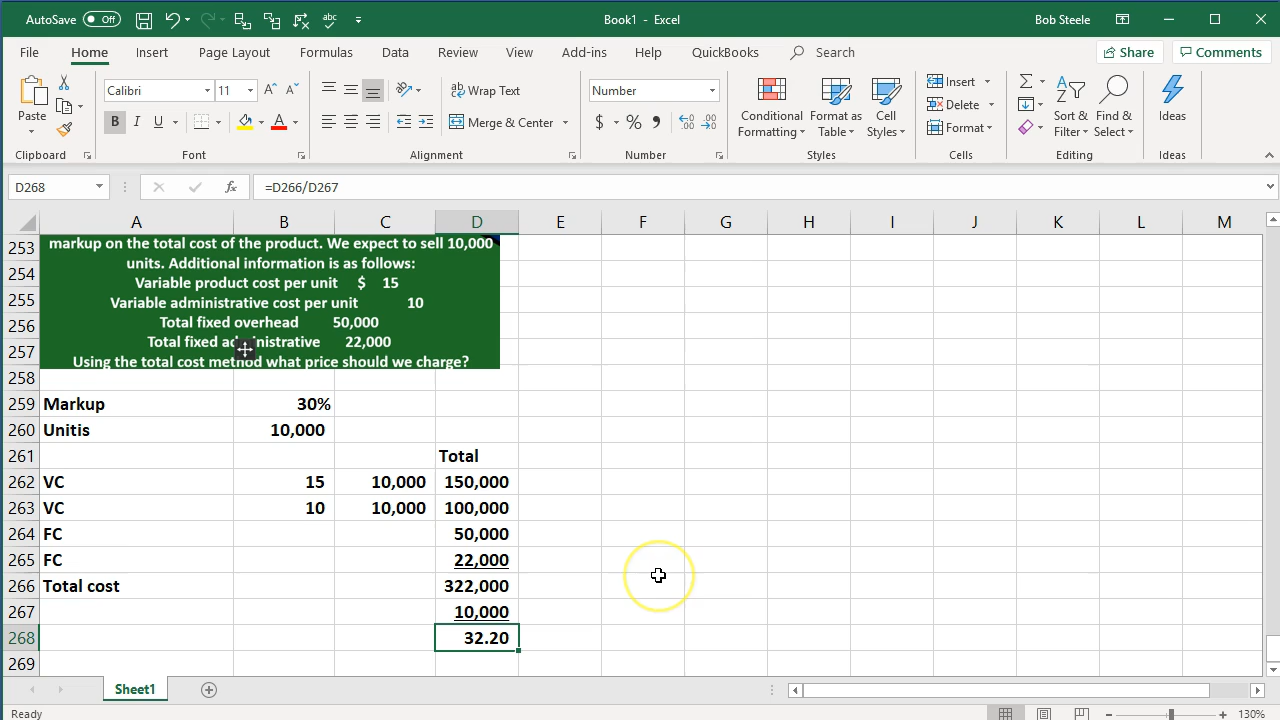 AutoSave Off Book1 - Excel Bob Steele
File Home Insert Page Layout Formulas Data Review View Add-ins Help QuickBooks Search Share Comments
Calibri 11 A A Wrap Text Number Insert
Paste Conditional Format as Cell Delete Sort & Find & Ideas
B I U A Merge & Center $ % 9 Formatting Table Styles Format Filter Select
Clipboard Font Alignment Number Styles Cells Editing Ideas
D268 fx =D266/D267
A B C D E F G H I J K L M
253 markup on the total cost of the product. We expect to sell 10,000
units. Additional information is as follows:
254
255 Variable product cost per unit $ 15
Variable administrative cost per unit 10
256 Total fixed overhead 50,000
257 Total fixed administrative 22,000
Using the total cost method what price should we charge?
258
259 Markup 30%
260 Unitis 10,000
261 Total
262 VC 15 10,000 150,000
263 VC 10 10,000 100,000
264 FC 50,000
265 FC 22,000
266 Total cost 322,000
267 10,000
268 32.20
269
Sheet1
Ready 130%